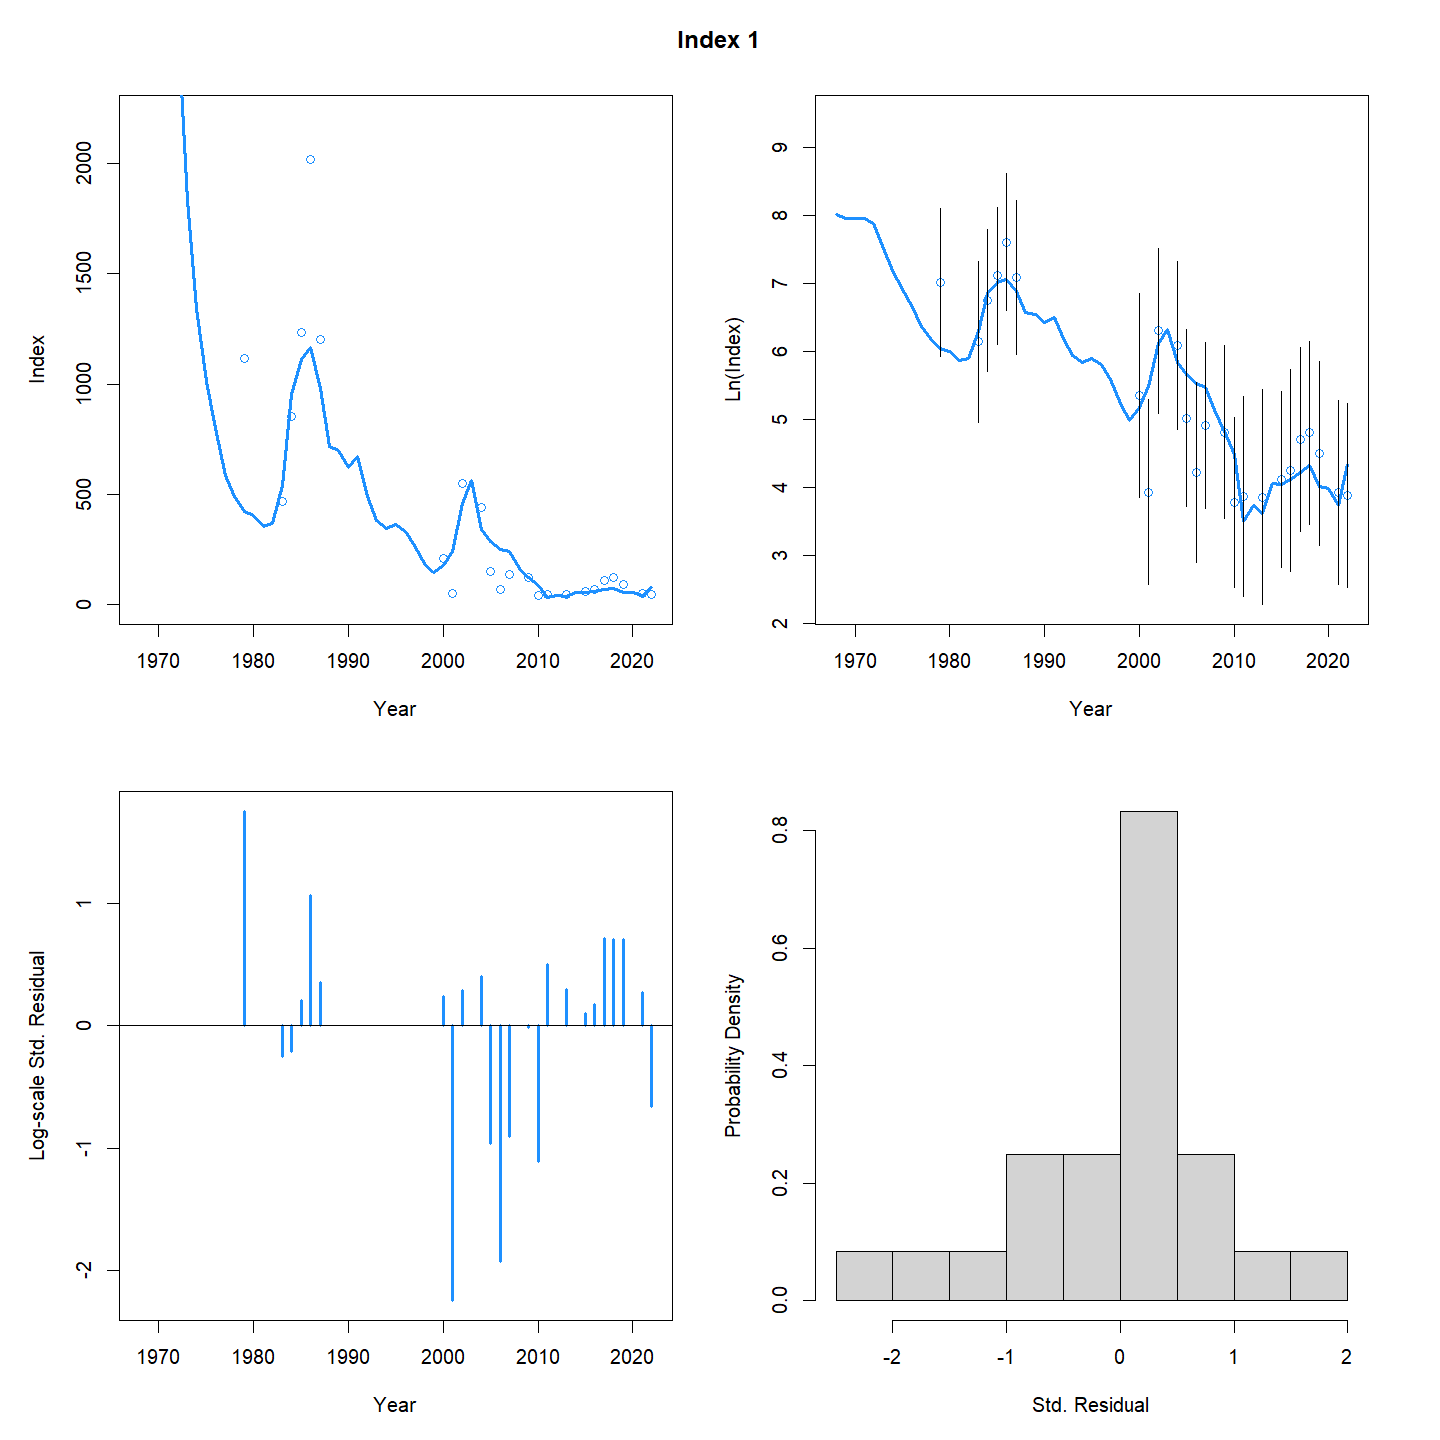 Index 1
Index
2000
1500
1000
500
0
1970 1980 1990 2000 2010 2020
Year
Ln(Index)
9
8
7
6
5
4
3
2
1970 1980 1990 2000 2010 2020
Year
Log-scale Std. Residual
1
0
-1
-2
1970 1980 1990 2000 2010 2020
Year
Probability Density
0.8
0.6
0.4
0.2
0.0
-2 -1 0 1 2
Std. Residual